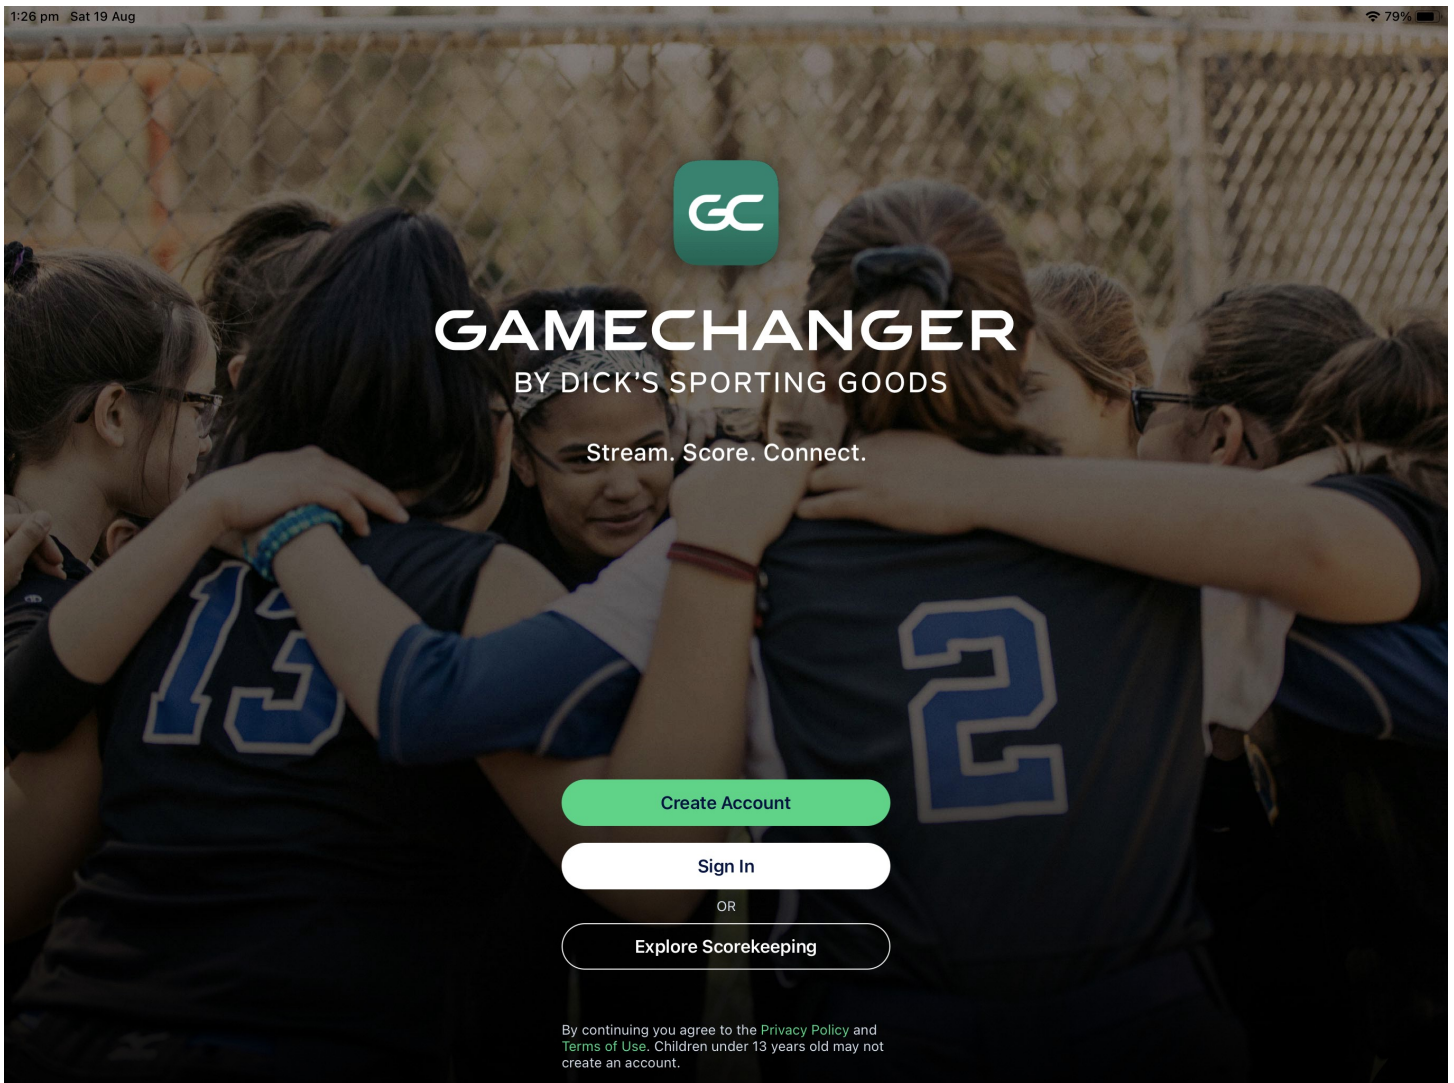 1:26 pm Sat 19 Aug
79%
GC
GAMECHANGER
BY DICK'S SPORTING GOODS
Stream. Score. Connect.
13
2
Create Account
Sign In
OR
Explore Scorekeeping
By continuing you agree to the Privacy Policy and
Terms of Use. Children under 13 years old may not
create an account.